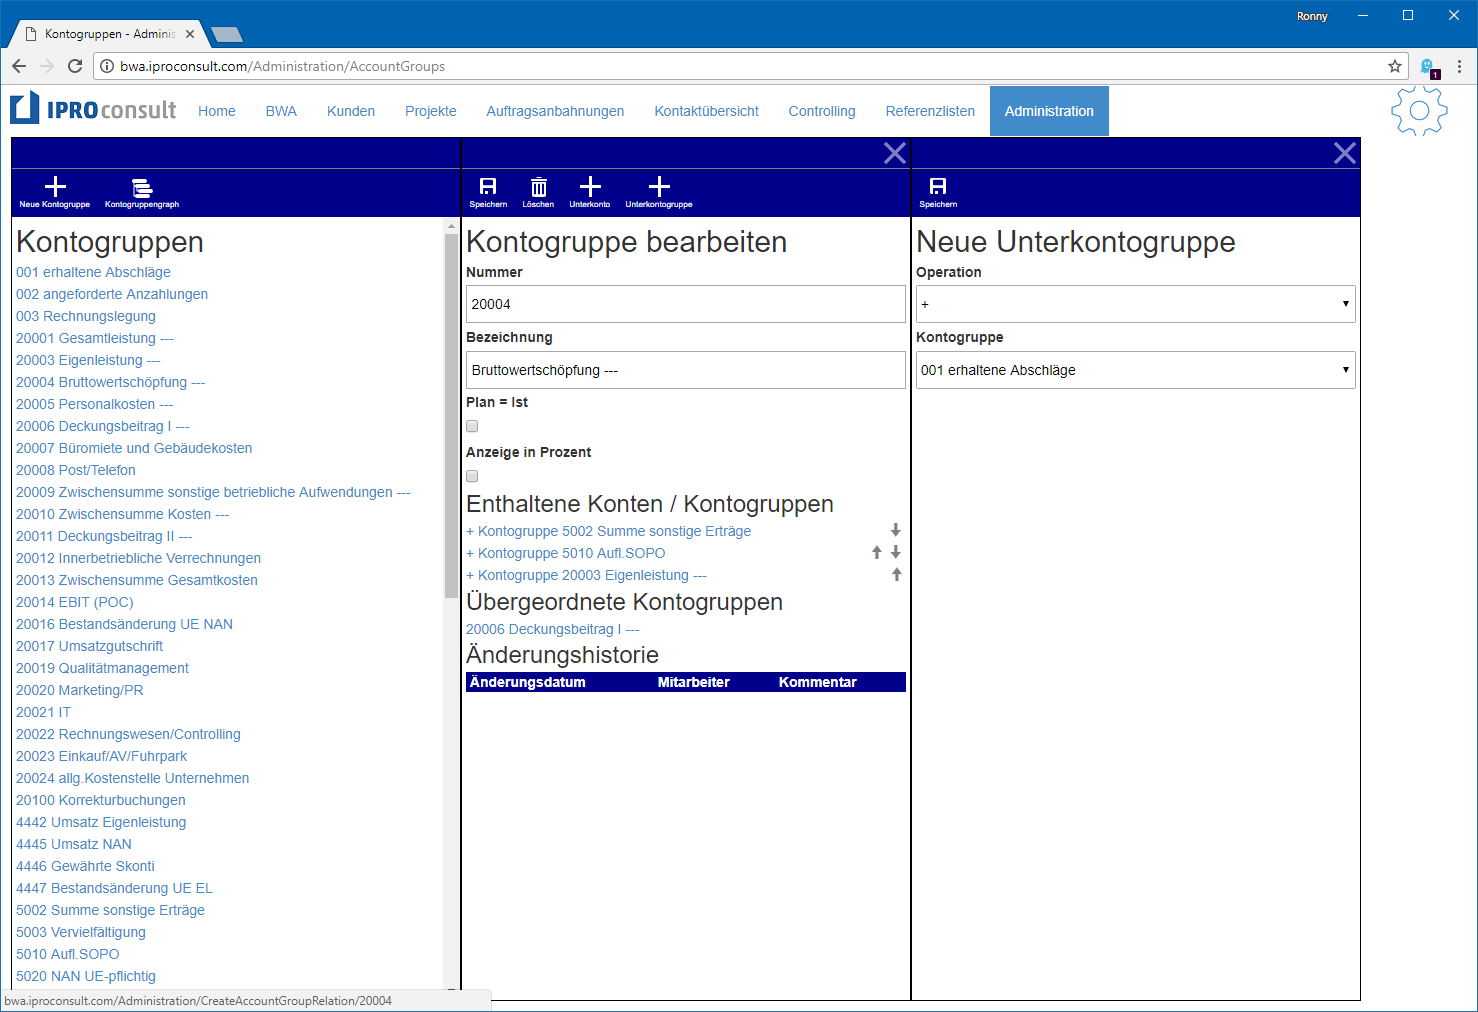 Ronny
Kontogruppen - Adminis
bwa.iproconsult.com/Administration/AccountGroups
1
IPROconsult Home BWA Kunden Projekte Auftragsanbahnungen Kontaktübersicht Controlling Referenzlisten Administration
Neue Kontogruppe Kontogruppengraph
Kontogruppen
001 erhaltene Abschläge
002 angeforderte Anzahlungen
003 Rechnungslegung
20001 Gesamtleistung ---
20003 Eigenleistung ---
20004 Bruttowertschöpfung ---
20005 Personalkosten ---
20006 Deckungsbeitrag I ---
20007 Büromiete und Gebäudekosten
20008 Post/Telefon
20009 Zwischensumme sonstige betriebliche Aufwendungen ---
20010 Zwischensumme Kosten ---
20011 Deckungsbeitrag II ---
20012 Innerbetriebliche Verrechnungen
20013 Zwischensumme Gesamtkosten
20014 EBIT (POC)
20016 Bestandsänderung UE NAN
20017 Umsatzgutschrift
20019 Qualitätmanagement
20020 Marketing/PR
20021 IT
20022 Rechnungswesen/Controlling
20023 Einkauf/AV/Fuhrpark
20024 allg.Kostenstelle Unternehmen
20100 Korrekturbuchungen
4442 Umsatz Eigenleistung
4445 Umsatz NAN
4446 Gewährte Skonti
4447 Bestandsänderung UE EL
5002 Summe sonstige Erträge
5003 Vervielfältigung
5010 Aufl.SOPO
5020 NAN UE-pflichtig
bwa.iproconsult.com/Administration/CreateAccountGroupRelation/20004
Speichern Löschen Unterkonto Unterkontogruppe
Kontogruppe bearbeiten
Nummer
20004
Bezeichnung
Bruttowertschöpfung ---
Plan = Ist
Anzeige in Prozent
Enthaltene Konten / Kontogruppen
+ Kontogruppe 5002 Summe sonstige Erträge
+ Kontogruppe 5010 Aufl.SOPO
+ Kontogruppe 20003 Eigenleistung ---
Übergeordnete Kontogruppen
20006 Deckungsbeitrag I ---
Änderungshistorie
Änderungsdatum Mitarbeiter Kommentar
Speichern
Neue Unterkontogruppe
Operation
+
Kontogruppe
001 erhaltene Abschläge